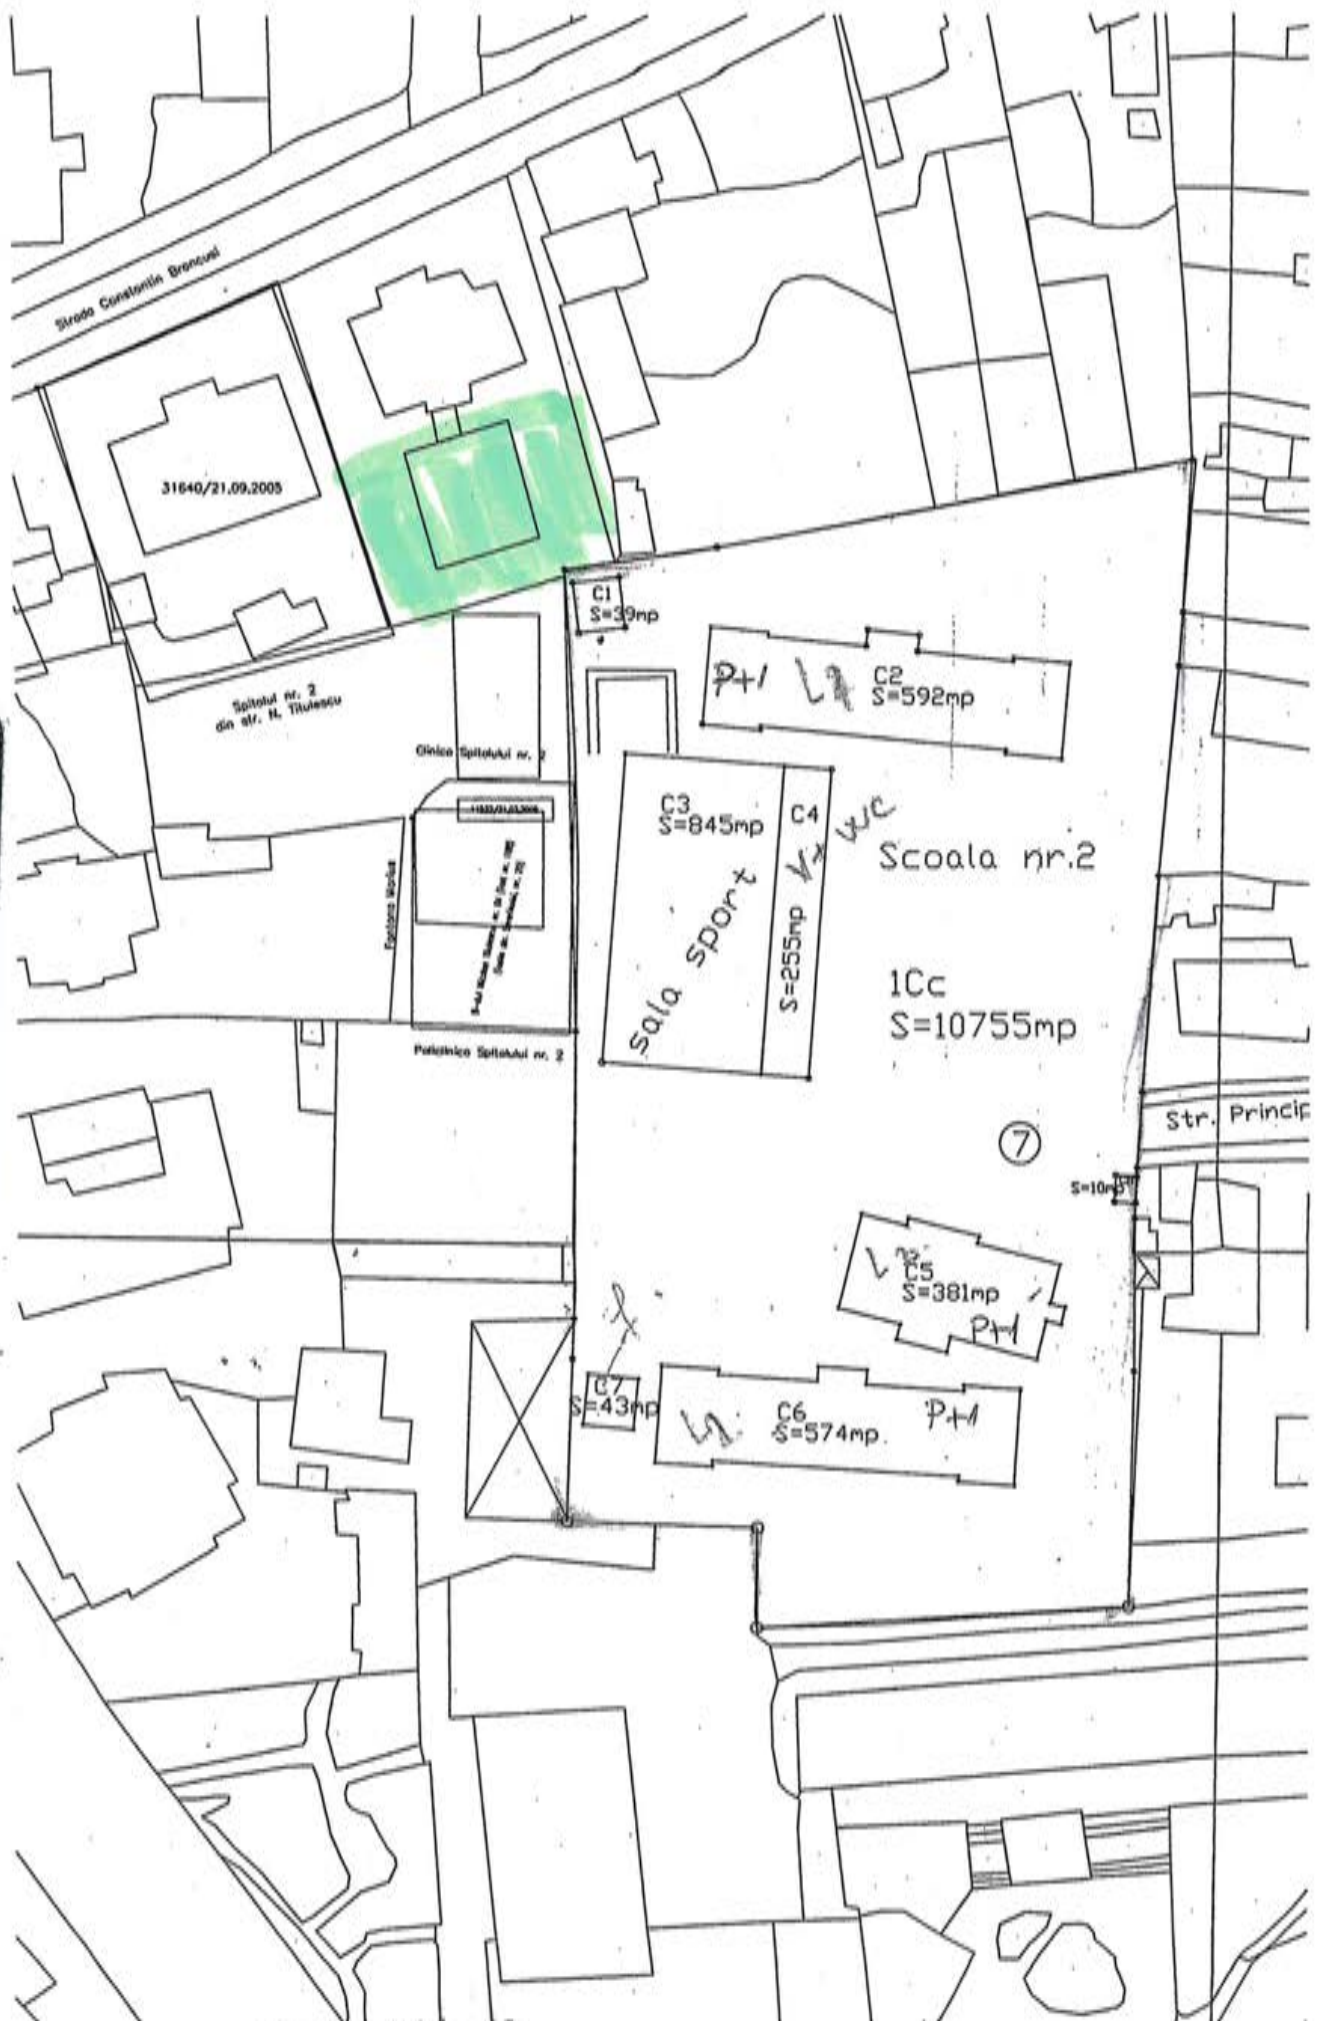 Strada Constantin Brancusi
31640/21.09.2005
C1
S=39mp
Spitalul nr. 2
din str. N. Titulescu
P+1
C2
S=592mp
Clinica Spitalului nr. 2
C3
S=845mp
C4
S=255mp
WC
Scoala nr.2
sala sport
Fantana Marius
1Cc
S=10755mp
Policlinica Spitalului nr. 2
Str. Princip
7
S=10mp
C5
S=381mp
P+1
C7
S=43mp
C6
S=574mp
P+1